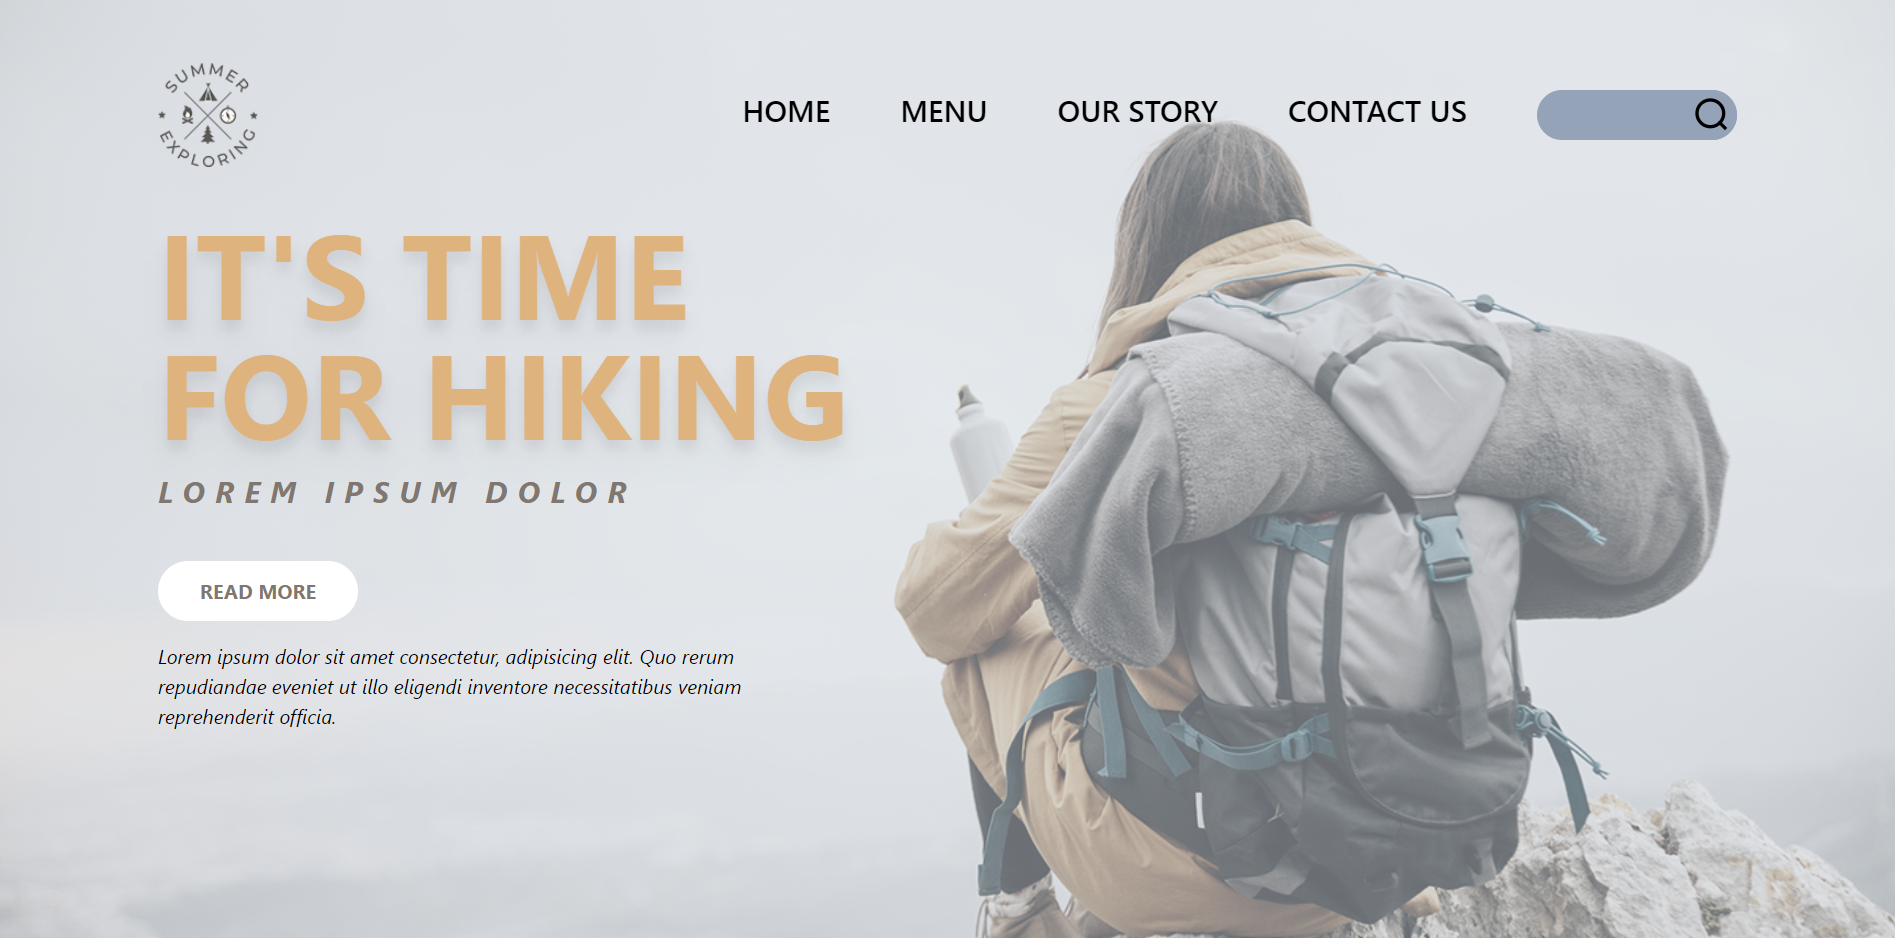 SUMMER
EXPLORING
HOME MENU OUR STORY CONTACT US
IT'S TIME
FOR HIKING
LOREM IPSUM DOLOR
READ MORE
Lorem ipsum dolor sit amet consectetur, adipisicing elit. Quo rerum
repudiandae eveniet ut illo eligendi inventore necessitatibus veniam
reprehenderit officia.